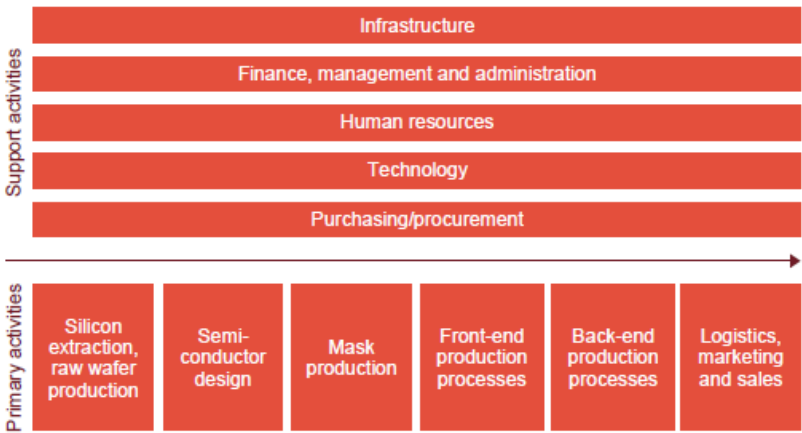 Support activities
Infrastructure
Finance, management and administration
Human resources
Technology
Purchasing/procurement
Primary activities
Silicon
extraction,
raw wafer
production
Semi-
conductor
design
Mask
production
Front-end
production
processes
Back-end
production
processes
Logistics,
marketing
and sales